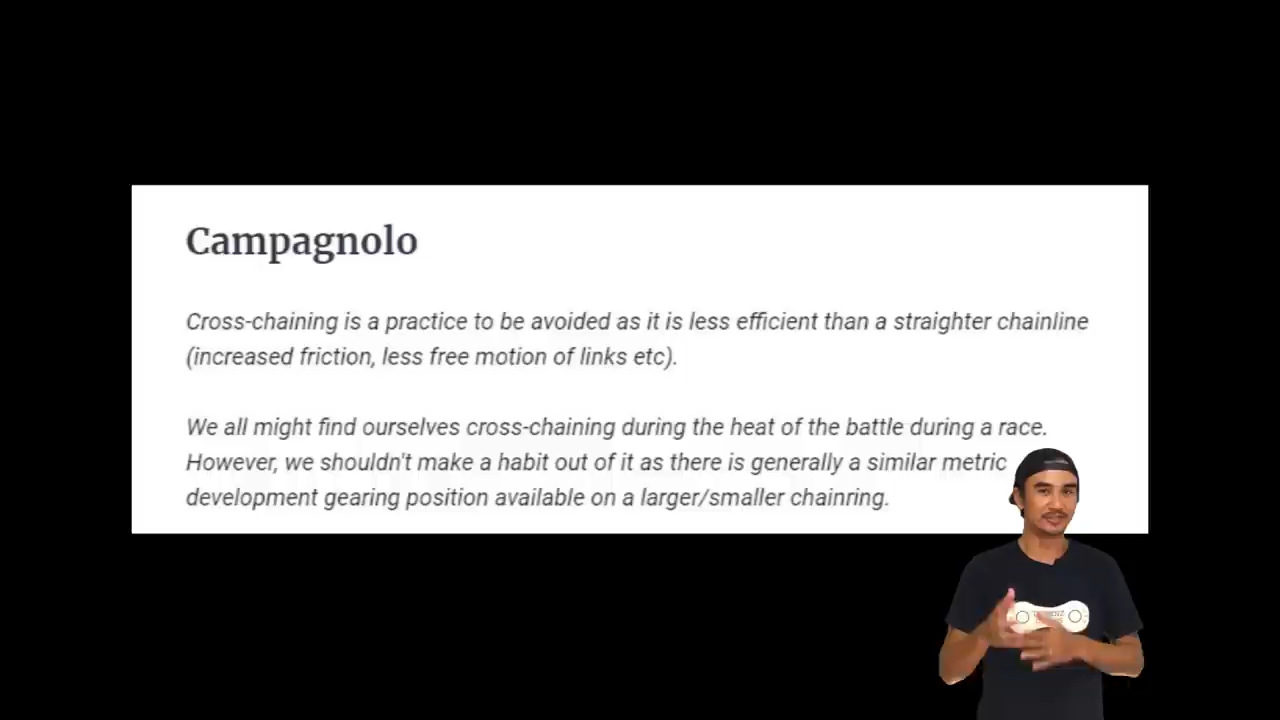 Campagnolo
Cross-chaining is a practice to be avoided as it is less efficient than a straighter chainline
(increased friction, less free motion of links etc).
We all might find ourselves cross-chaining during the heat of the battle during a race.
However, we shouldn't make a habit out of it as there is generally a similar metric
development gearing position available on a larger/smaller chainring.